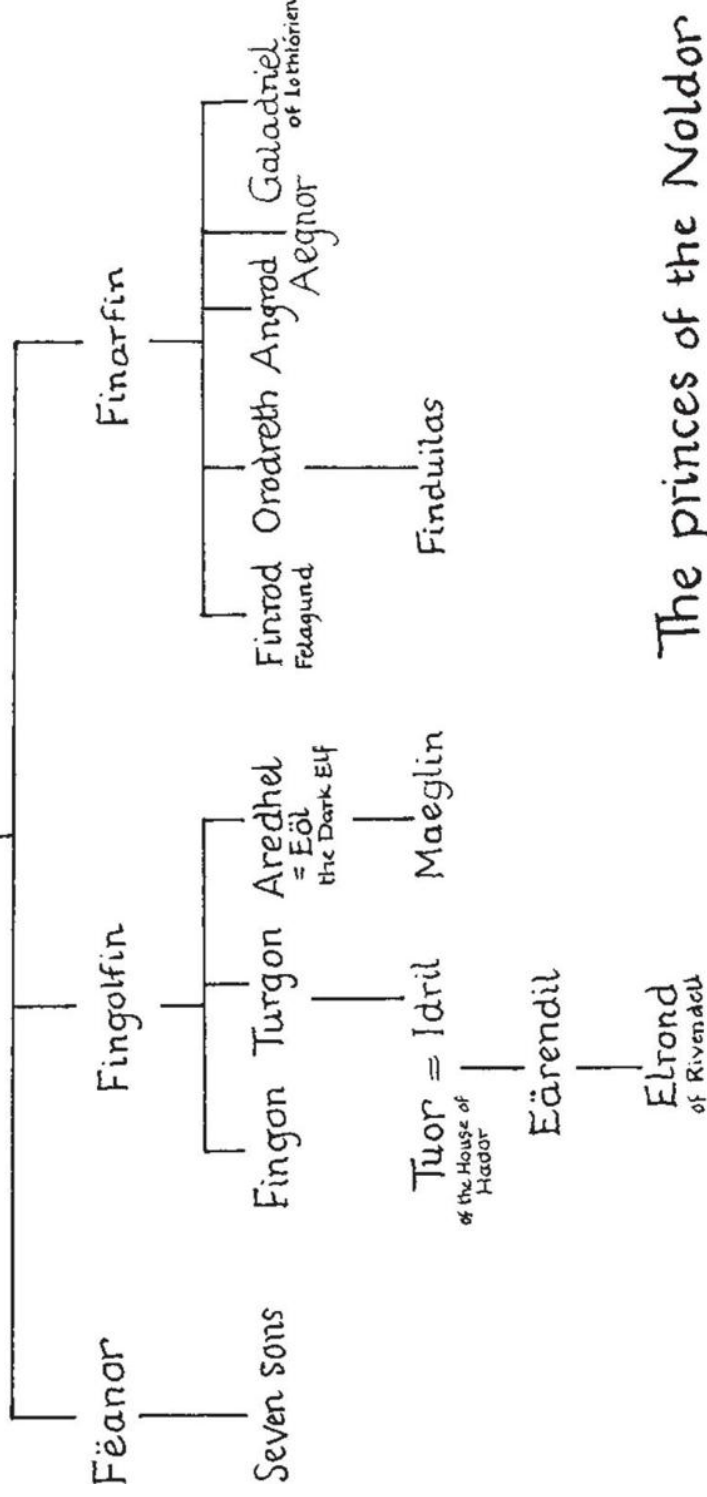 Fëanor
Fingolfin
Finarfin
Seven sons
Fingon
Turgon
Aredhel
= Eöl
the Dark Elf
Finrod
Felagund
Orodreth
Angrod
Aegnor
Galadriel
of Lothlórien
Tuor = Idril
of the House of
Hador
Maeglin
Finduilas
Eärendil
Elrond
of Rivendell
The princes of the Noldor